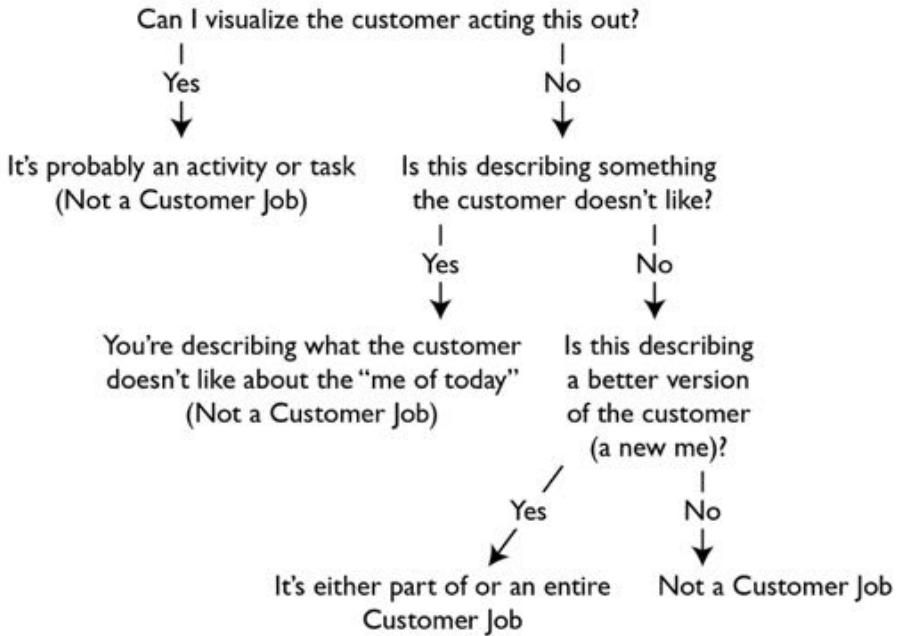 Can I visualize the customer acting this out?
Yes
No
It's probably an activity or task
(Not a Customer Job)
Is this describing something
the customer doesn't like?
Yes
No
You're describing what the customer
doesn't like about the “me of today”
(Not a Customer Job)
Is this describing
a better version
of the customer
(a new me)?
Yes
No
It's either part of or an entire
Customer Job
Not a Customer Job